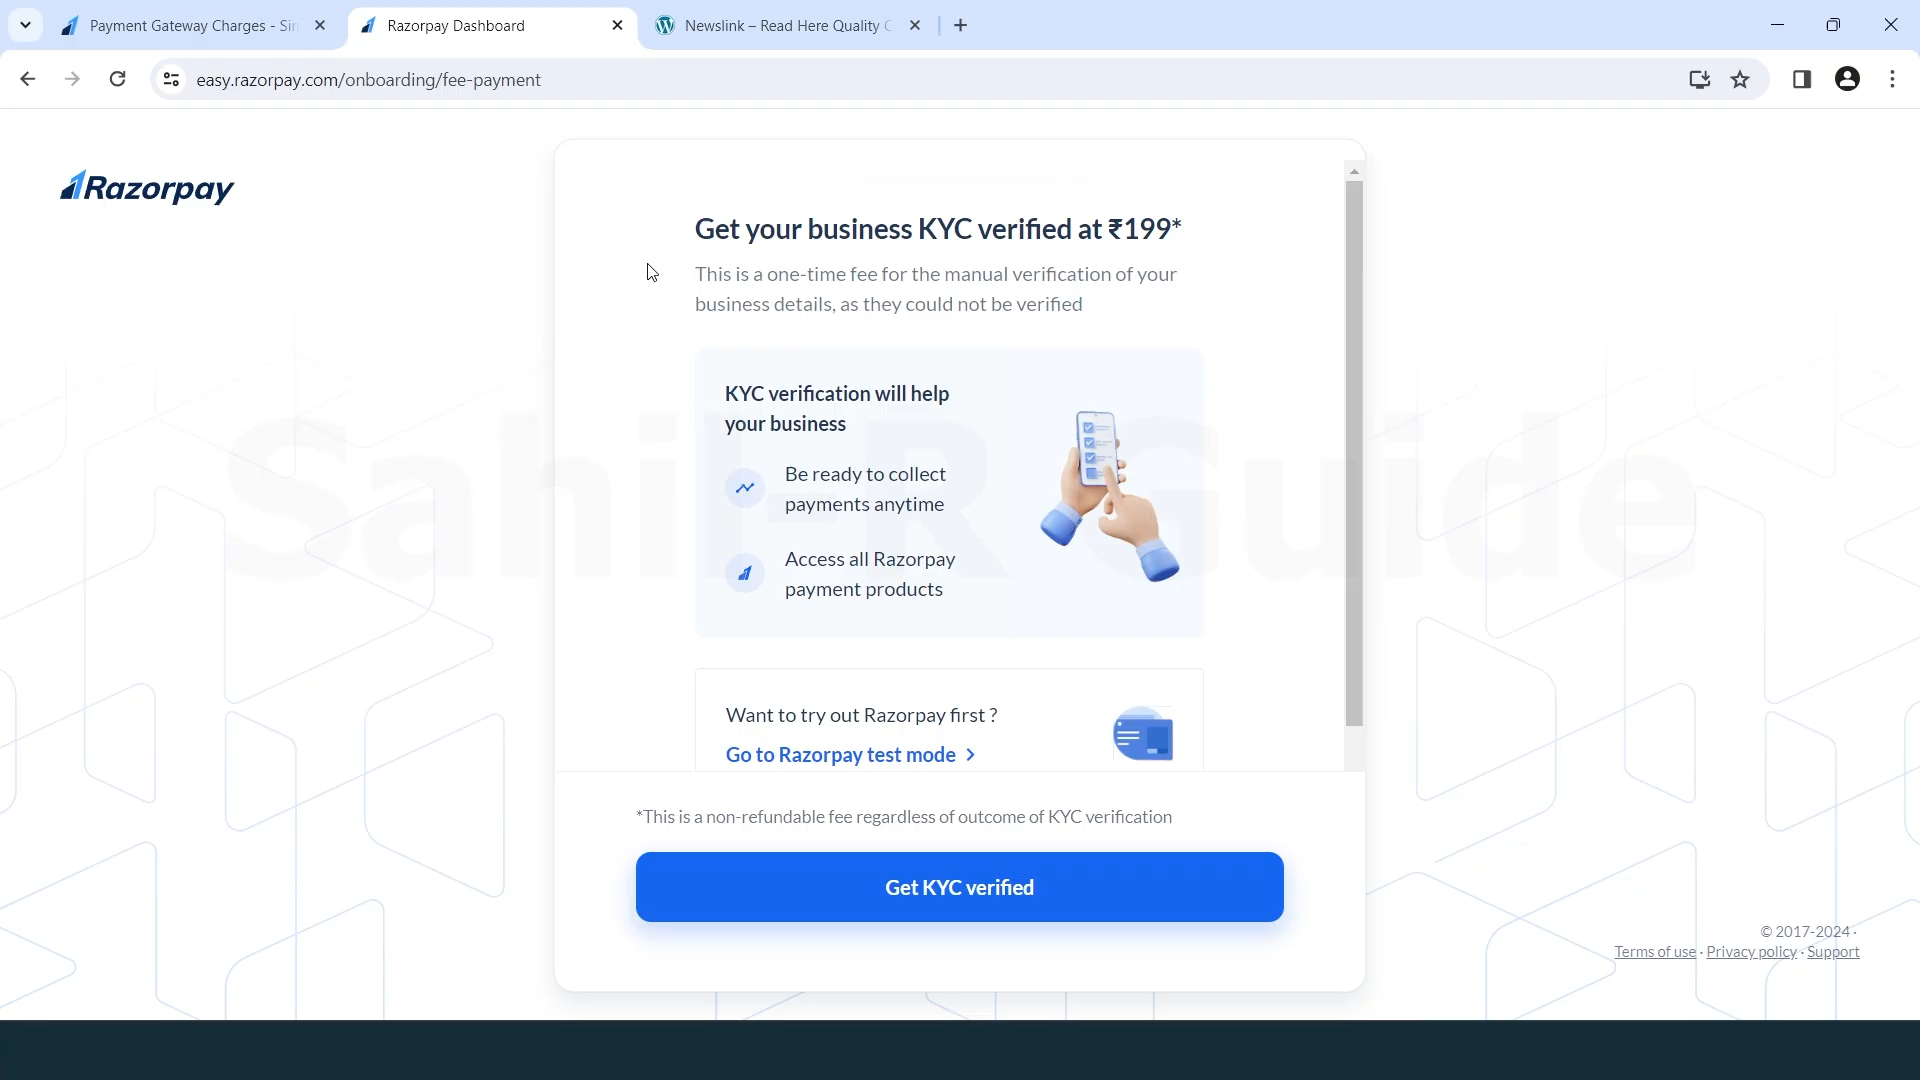 Payment Gateway Charges - Sin
Razorpay Dashboard
Newslink – Read Here Quality C
easy.razorpay.com/onboarding/fee-payment
Razorpay
Get your business KYC verified at ₹199*
This is a one-time fee for the manual verification of your
business details, as they could not be verified
KYC verification will help
your business
Be ready to collect
payments anytime
Access all Razorpay
payment products
Sahil-R Guide
Want to try out Razorpay first ?
Go to Razorpay test mode >
*This is a non-refundable fee regardless of outcome of KYC verification
Get KYC verified
© 2017-2024 ·
Terms of use · Privacy policy · Support